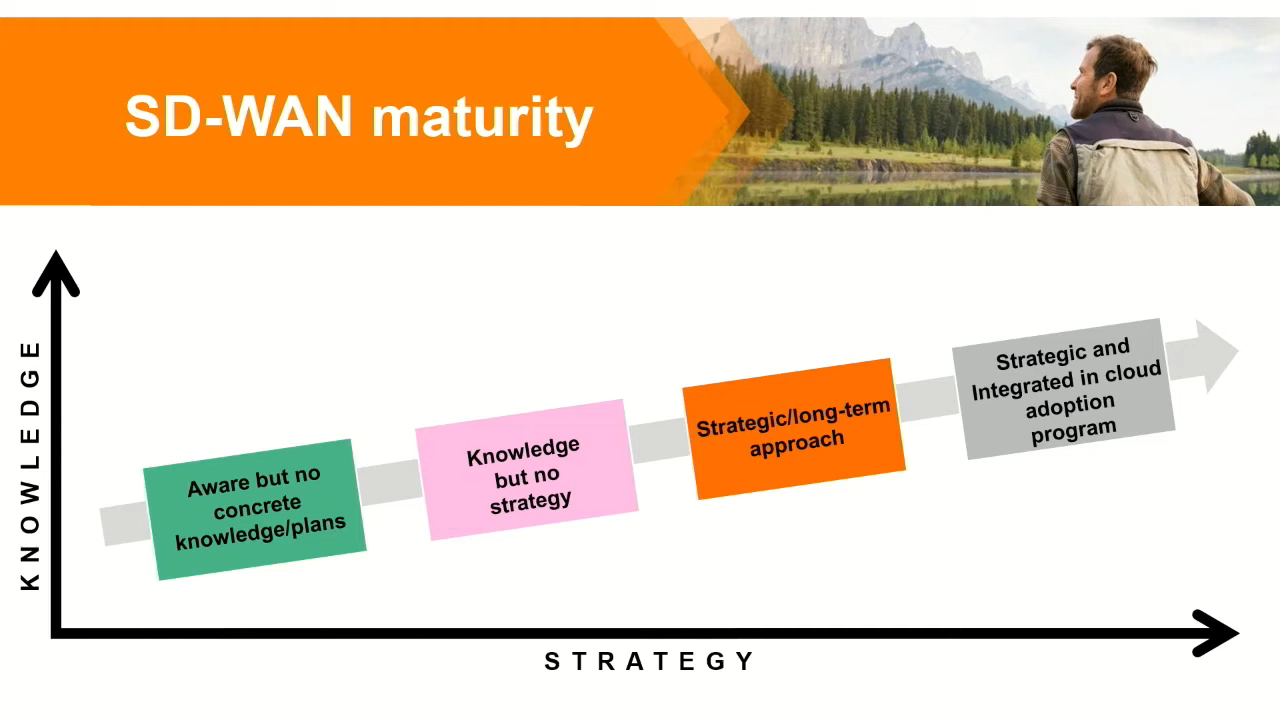 SD-WAN maturity
KNOWLEDGE
Aware but no
concrete
knowledge/plans
Knowledge
but no
strategy
Strategic/long-term
approach
Strategic and
Integrated in cloud
adoption
program
STRATEGY